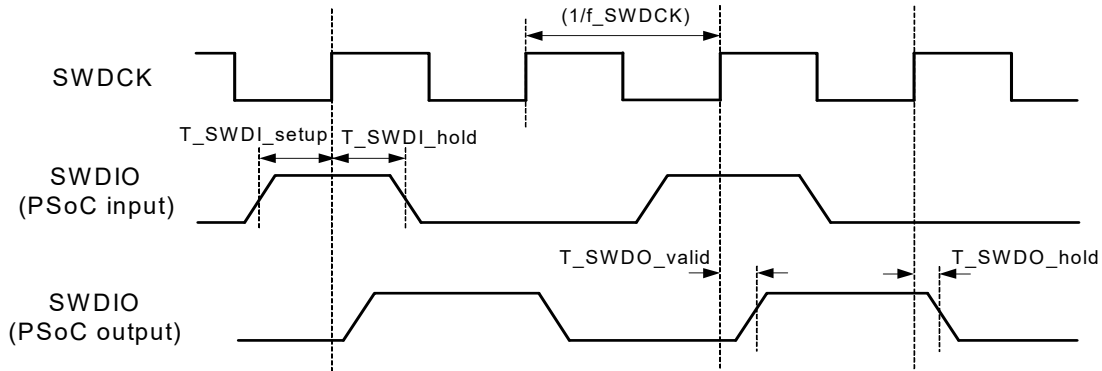 (1/f_SWDCK)
SWDCK
T_SWDI_setup T_SWDI_hold
SWDIO
(PSoC input)
T_SWDO_valid
T_SWDO_hold
SWDIO
(PSoC output)